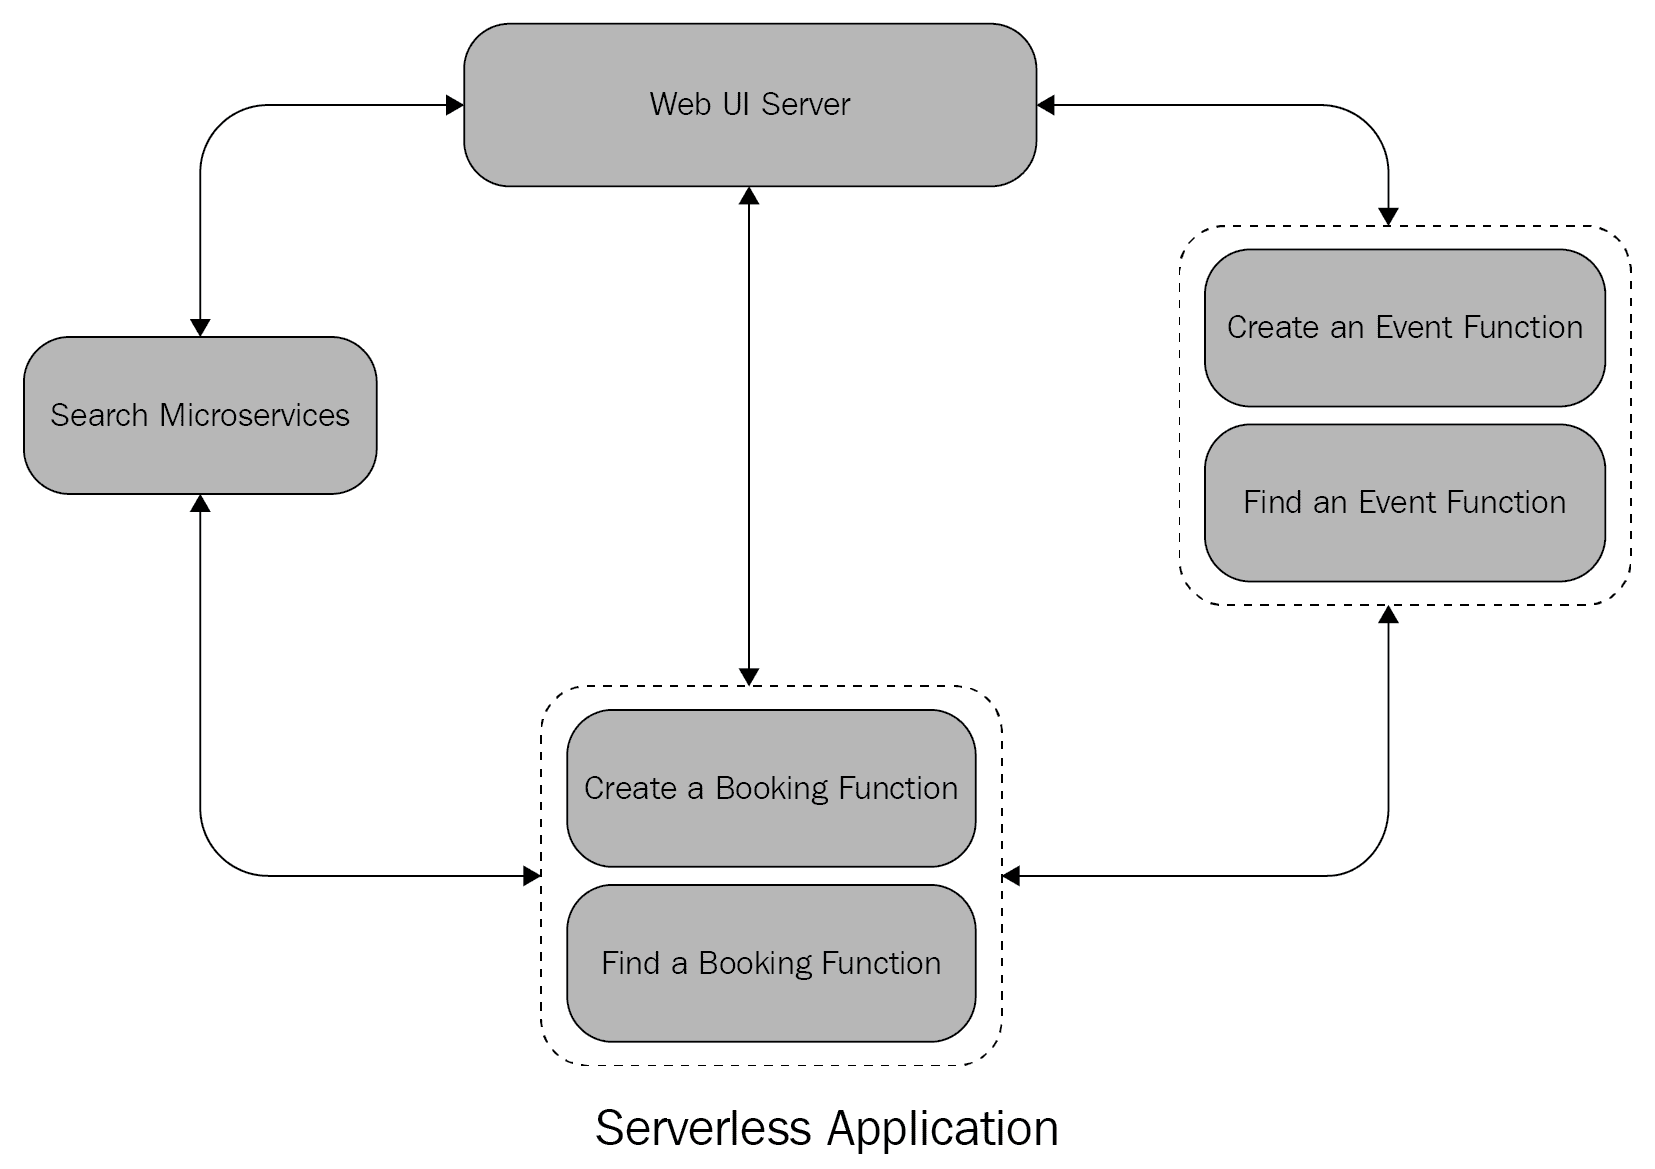 Web UI Server
Create an Event Function
Search Microservices
Find an Event Function
Create a Booking Function
Find a Booking Function
Serverless Application